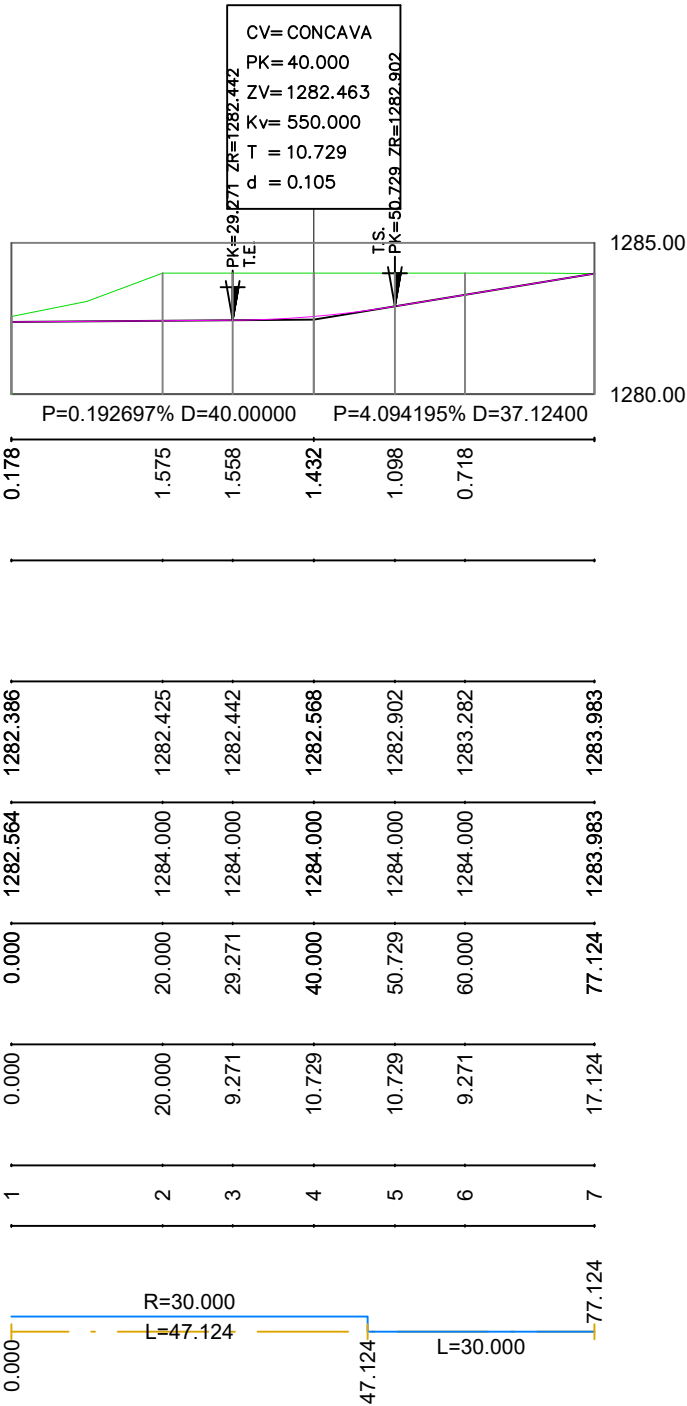 CV= CONCAVA
PK= 40.000
ZV= 1282.463
Kv= 550.000
T = 10.729
d = 0.105
PK=29.271 ZR=1282.442
T.E.
T.S.
PK=50.729 ZR=1282.902
1285.00
1280.00
P=0.192697% D=40.00000 P=4.094195% D=37.12400
0.178 1.575 1.558 1.432 1.098 0.718
1282.386 1282.425 1282.442 1282.568 1282.902 1283.282 1283.983
1282.564 1284.000 1284.000 1284.000 1284.000 1284.000 1283.983
0.000 20.000 29.271 40.000 50.729 60.000 77.124
0.000 20.000 9.271 10.729 10.729 9.271 17.124
1 2 3 4 5 6 7
R=30.000
L=47.124
L=30.000
0.000 47.124 77.124